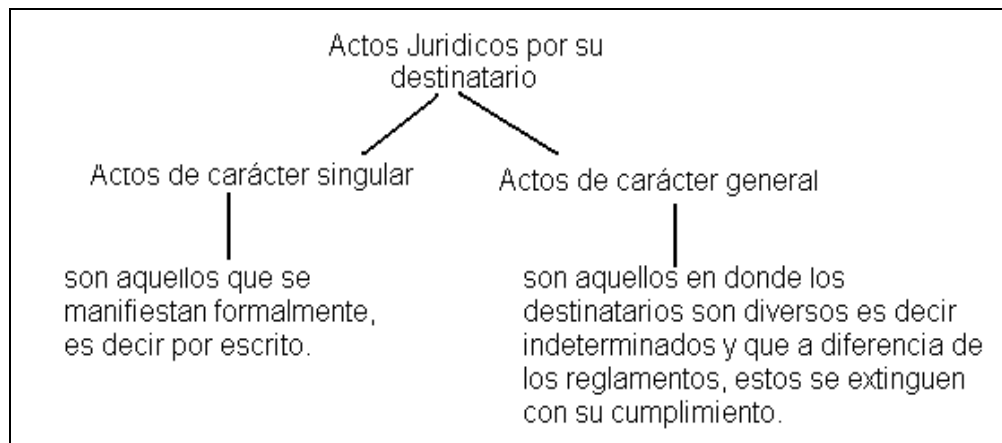 Actos Juridicos por su
destinatario
Actos de carácter singular
Actos de carácter general
son aquellos que se
manifiestan formalmente,
es decir por escrito.
son aquellos en donde los
destinatarios son diversos es decir
indeterminados y que a diferencia de
los reglamentos, estos se extinguen
con su cumplimiento.